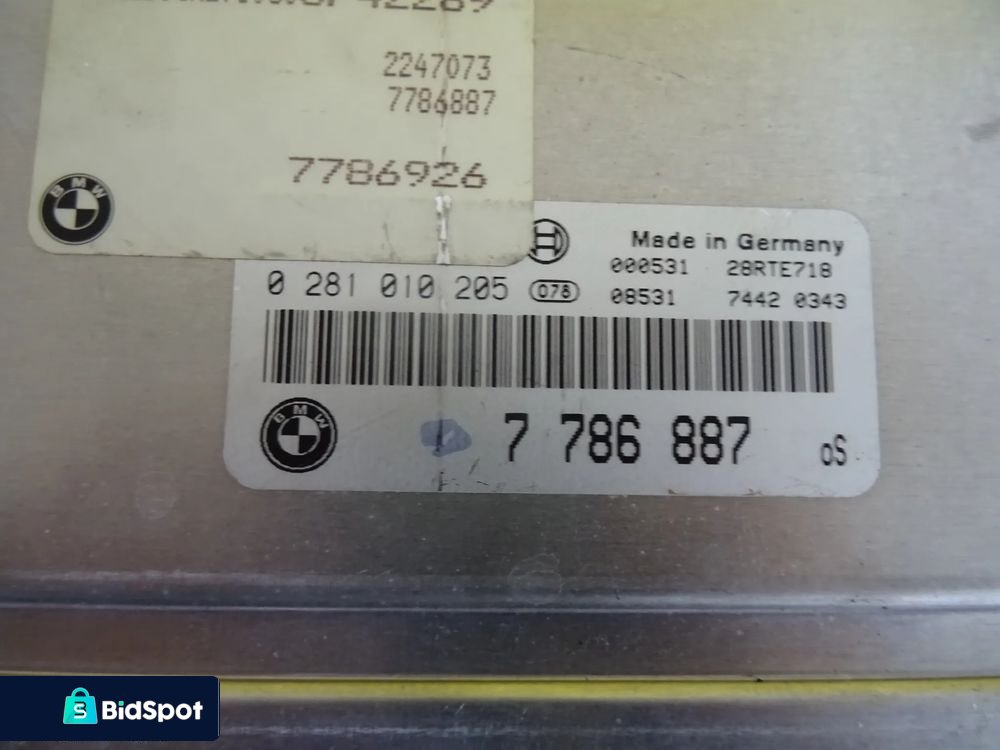 42289
2247073
7786887
7786926
BMW
Made in Germany
000531 28RTE718
0 281 010 205 078 08531 7442 0343
BMW
7 786 887 oS
BidSpot